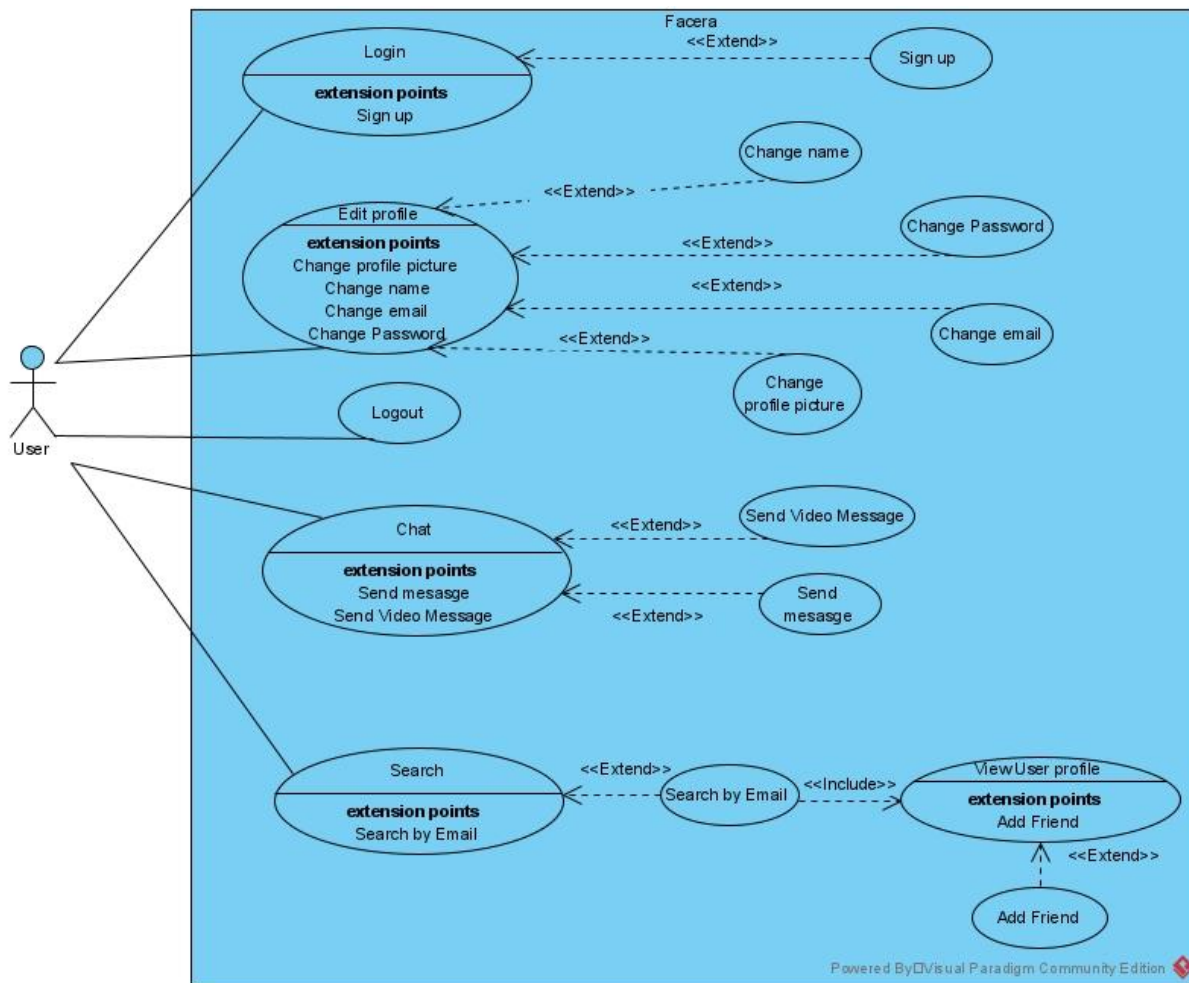 Facera
Login
extension points
Sign up
<<Extend>>
Sign up
Change name
<<Extend>>
Edit profile
extension points
Change profile picture
Change name
Change email
Change Password
<<Extend>>
Change Password
<<Extend>>
Change email
<<Extend>>
Change
profile picture
Logout
User
Chat
extension points
Send mesasge
Send Video Message
<<Extend>>
Send Video Message
<<Extend>>
Send
mesasge
Search
extension points
Search by Email
<<Extend>>
Search by Email
<<Include>>
View User profile
extension points
Add Friend
<<Extend>>
Add Friend
Powered By□Visual Paradigm Community Edition